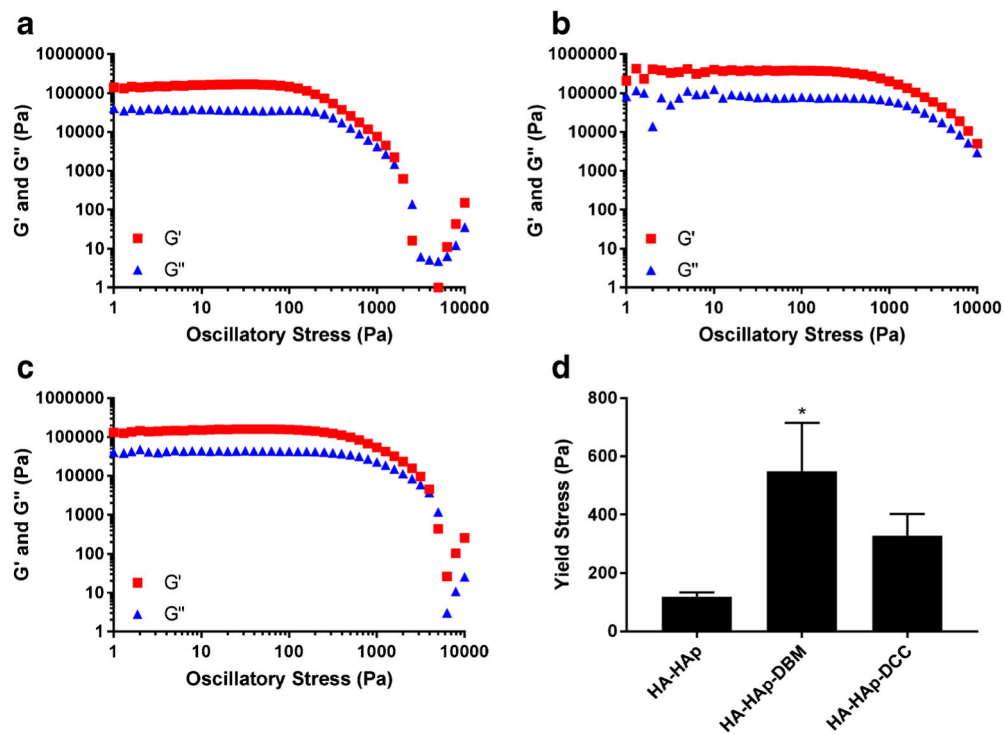 a
1000000
100000
10000
1000
100
10
1
G' and G" (Pa)
G'
G"
1 10 100 1000 10000
Oscillatory Stress (Pa)
b
1000000
100000
10000
1000
100
10
1
G' and G" (Pa)
G'
G"
1 10 100 1000 10000
Oscillatory Stress (Pa)
c
1000000
100000
10000
1000
100
10
1
G' and G" (Pa)
G'
G"
1 10 100 1000 10000
Oscillatory Stress (Pa)
d
800
600
400
200
0
Yield Stress (Pa)
*
HA-HAp
HA-HAp-DBM
HA-HAp-DCC